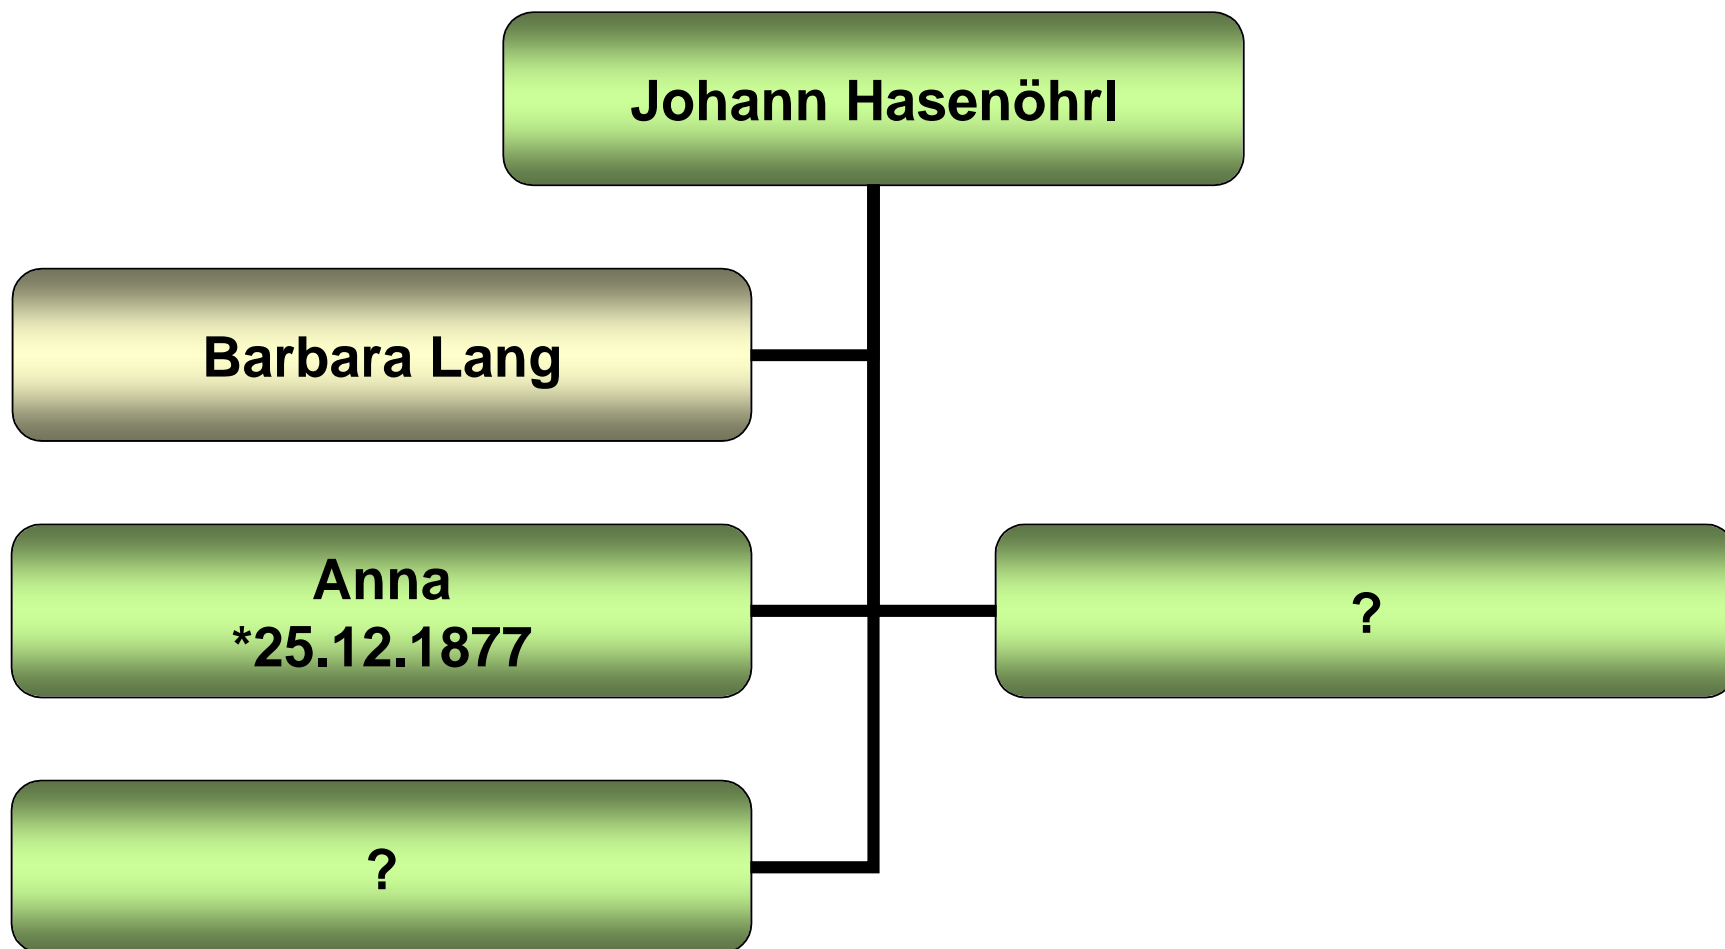 Johann Hasenöhrl
Barbara Lang
Anna
*25.12.1877
?
?